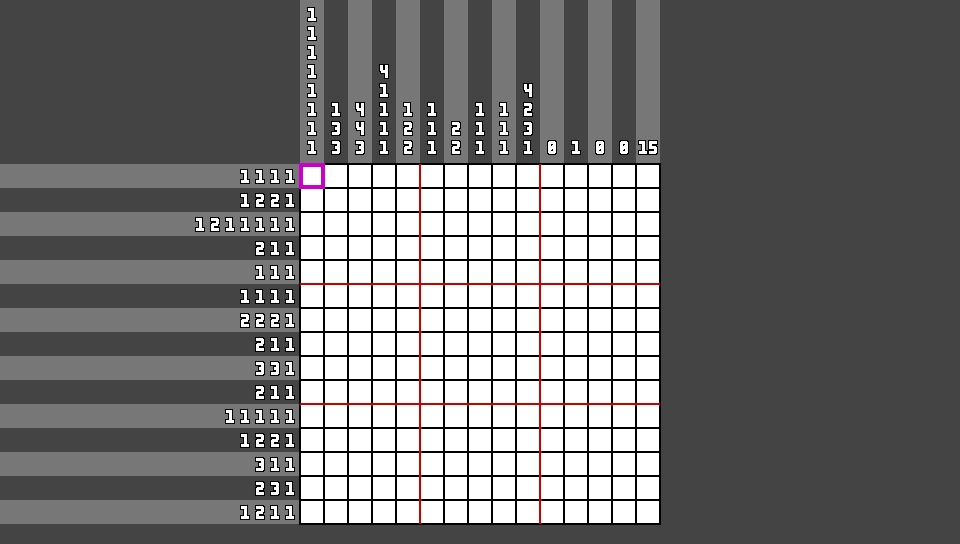 1
1
1
1 4
1 1 4
1 1 4 1 1 1 1 1 2
1 3 4 1 2 1 2 1 1 3
1 3 3 1 2 1 2 1 1 1 0 1 0 0 15
1 1 1 1
1 2 2 1
1 2 1 1 1 1 1
2 1 1
1 1 1
1 1 1 1
2 2 2 1
2 1 1
3 3 1
2 1 1
1 1 1 1 1
1 2 2 1
3 1 1
2 3 1
1 2 1 1